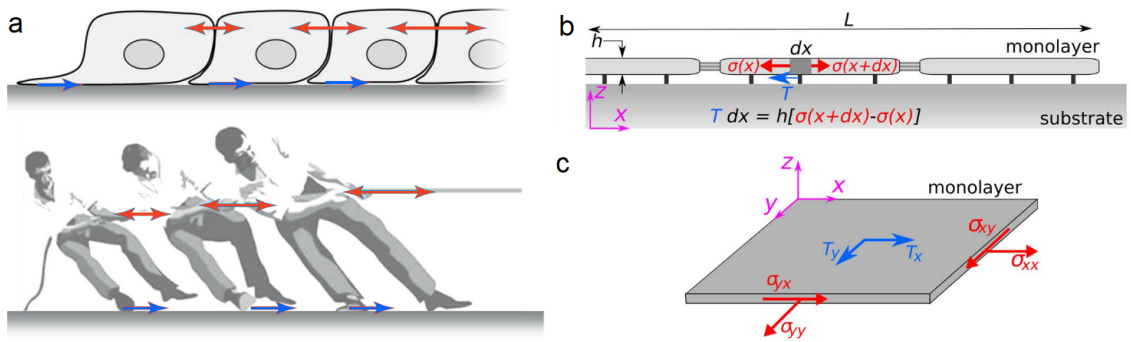 a
b
L
h
dx
monolayer
σ(x)
σ(x+dx)
T
z
x
T dx = h[σ(x+dx)-σ(x)]
substrate
c
z
x
y
monolayer
σxy
Ty
Tx
σxx
σyx
σyy